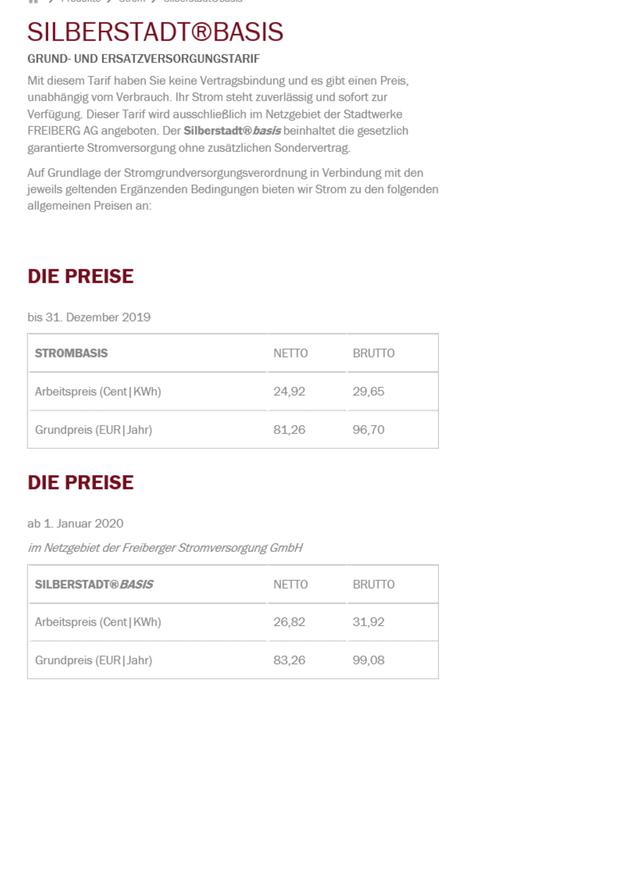 Produkte > Strom > Silberstadt®basis
SILBERSTADT®BASIS
GRUND- UND ERSATZVERSORGUNGSTARIF
Mit diesem Tarif haben Sie keine Vertragsbindung und es gibt einen Preis,
unabhängig vom Verbrauch. Ihr Strom steht zuverlässig und sofort zur
Verfügung. Dieser Tarif wird ausschließlich im Netzgebiet der Stadtwerke
FREIBERG AG angeboten. Der Silberstadt®basis beinhaltet die gesetzlich
garantierte Stromversorgung ohne zusätzlichen Sondervertrag.
Auf Grundlage der Stromgrundversorgungsverordnung in Verbindung mit den
jeweils geltenden Ergänzenden Bedingungen bieten wir Strom zu den folgenden
allgemeinen Preisen an:
DIE PREISE
bis 31. Dezember 2019
STROMBASIS NETTO BRUTTO
Arbeitspreis (Cent|KWh) 24,92 29,65
Grundpreis (EUR|Jahr) 81,26 96,70
DIE PREISE
ab 1. Januar 2020
im Netzgebiet der Freiberger Stromversorgung GmbH
SILBERSTADT®BASIS NETTO BRUTTO
Arbeitspreis (Cent|KWh) 26,82 31,92
Grundpreis (EUR|Jahr) 83,26 99,08